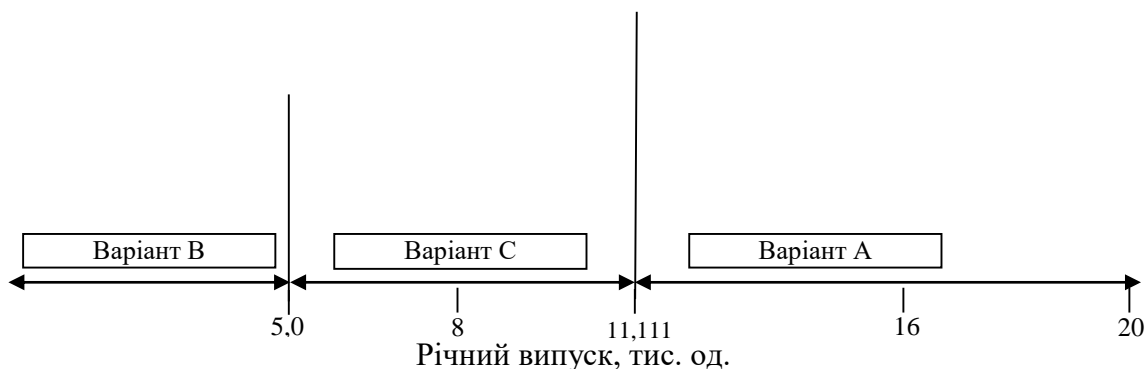 Варіант В Варіант С Варіант А
5,0 8 11,111 16 20
Річний випуск, тис. од.